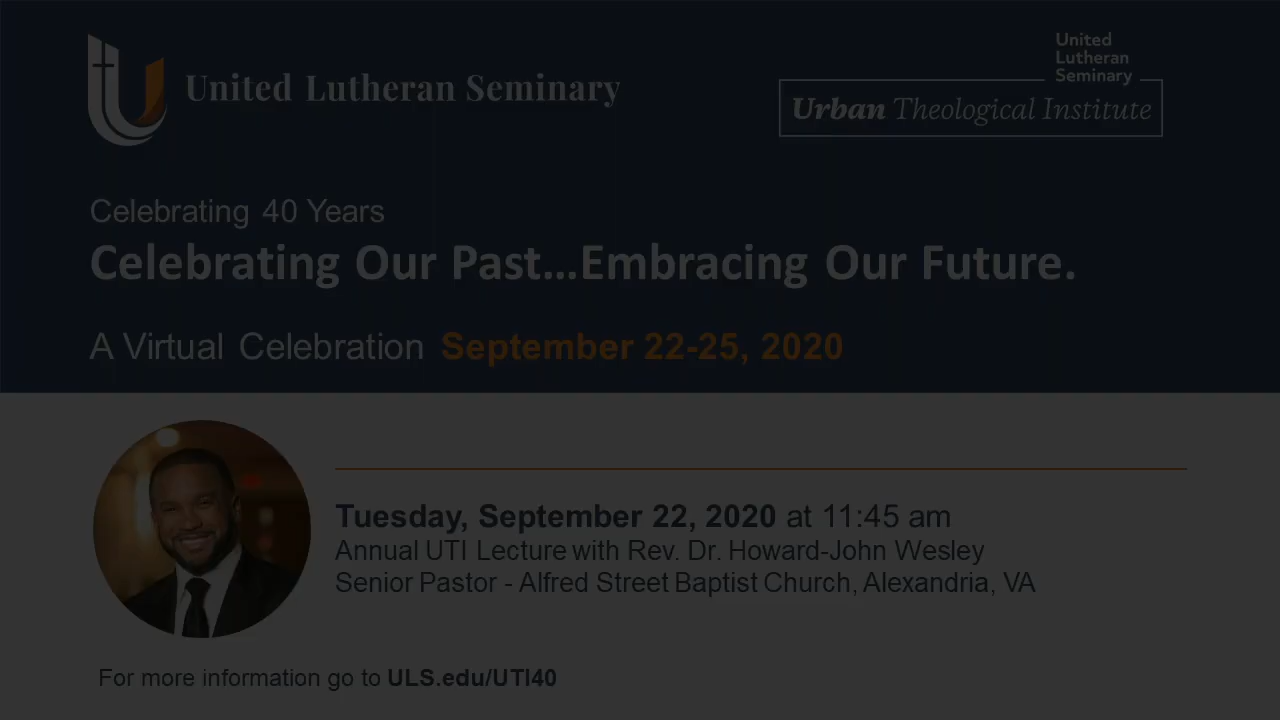 United Lutheran Seminary
United
Lutheran
Seminary
Urban Theological Institute
Celebrating 40 Years
Celebrating Our Past...Embracing Our Future.
A Virtual Celebration September 22-25, 2020
Tuesday, September 22, 2020 at 11:45 am
Annual UTI Lecture with Rev. Dr. Howard-John Wesley
Senior Pastor - Alfred Street Baptist Church, Alexandria, VA
For more information go to ULS.edu/UTI40